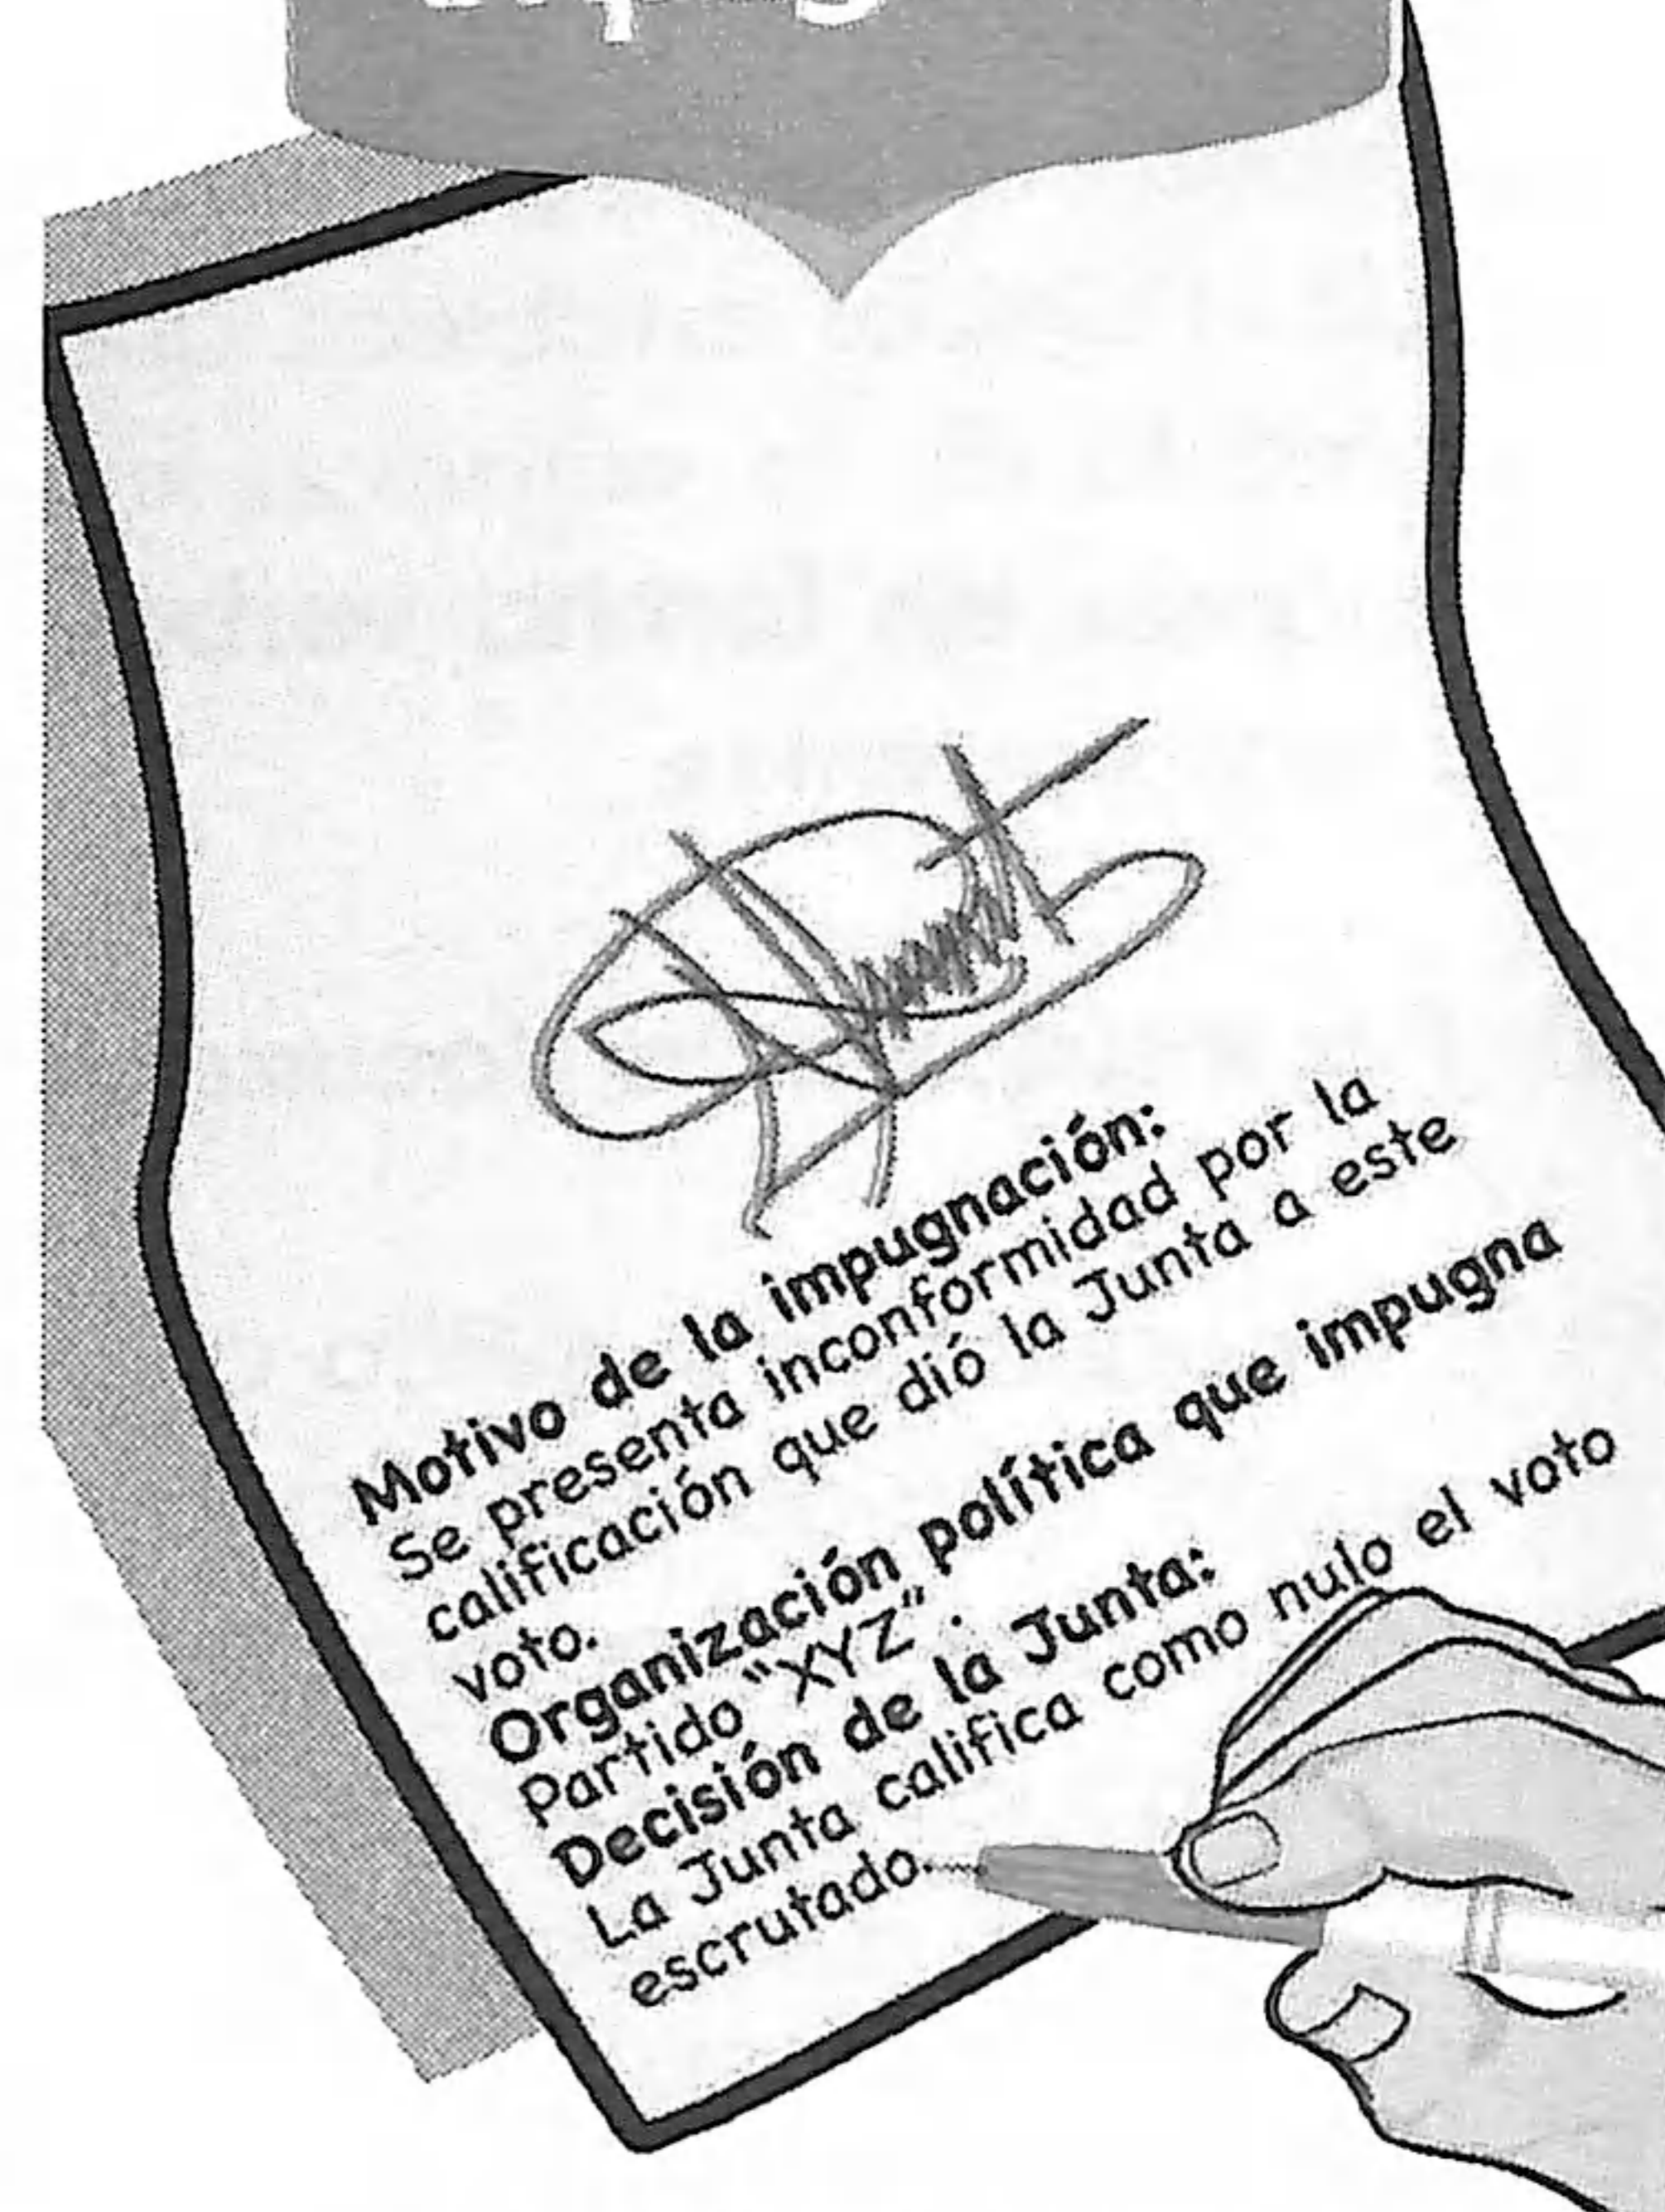 Motivo de la impugnación:
Se presenta inconformidad por la
calificación que dió la Junta a este
voto.
Organización política que impugna
Partido "XYZ".
Decisión de la Junta:
La Junta califica como nulo el voto
escrutado.